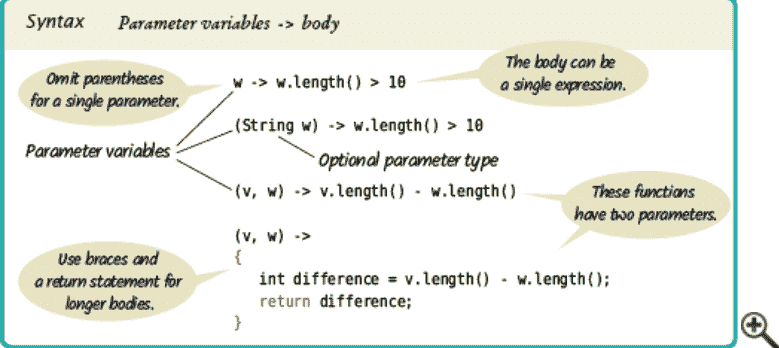 Syntax Parameter variables -> body
Omit parentheses
for a single parameter.
w -> w.length() > 10
The body can be
a single expression.
Parameter variables
(String w) -> w.length() > 10
Optional parameter type
(v, w) -> v.length() - w.length()
These functions
have two parameters.
Use braces and
a return statement for
longer bodies.
(v, w) ->
{
int difference = v.length() - w.length();
return difference;
}